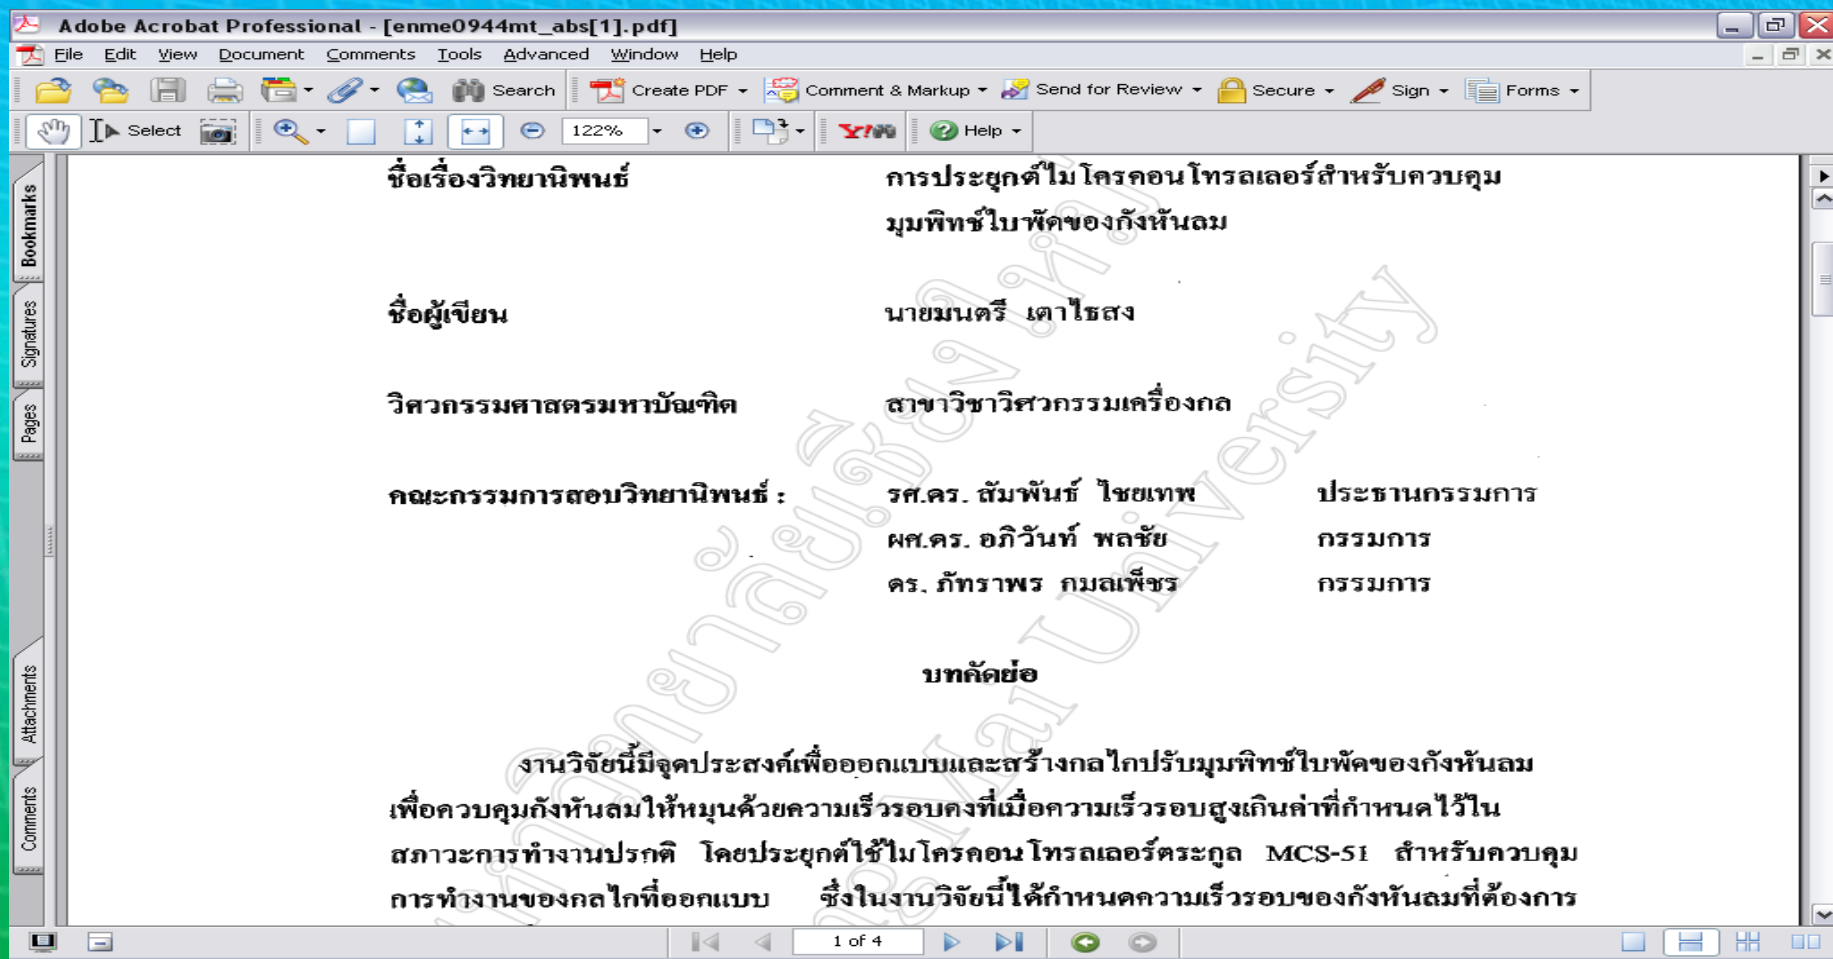 Adobe Acrobat Professional - [enme0944mt_abs[1].pdf]
File Edit View Document Comments Tools Advanced Window Help
Search Create PDF Comment & Markup Send for Review Secure Sign Forms
Select 122% Y! Help
Bookmarks
Signatures
Pages
Attachments
Comments
ชื่อเรื่องวิทยานิพนธ์ การประยุกต์ไมโครคอนโทรลเลอร์สำหรับควบคุม
มุมพิทช์ใบพัดของกังหันลม
ชื่อผู้เขียน นายมนตรี เตาไธสง
วิศวกรรมศาสตรมหาบัณฑิต สาขาวิชาวิศวกรรมเครื่องกล
คณะกรรมการสอบวิทยานิพนธ์ : รศ.ดร. สัมพันธ์ ไชยเทพ ประธานกรรมการ
ผศ.ดร. อภิวันท์ พลชัย กรรมการ
ดร. ภัทราพร กมลเพ็ชร กรรมการ
บทคัดย่อ
งานวิจัยนี้มีจุดประสงค์เพื่อออกแบบและสร้างกลไกปรับมุมพิทช์ใบพัดของกังหันลม
เพื่อควบคุมกังหันลมให้หมุนด้วยความเร็วรอบคงที่เมื่อความเร็วรอบสูงเกินค่าที่กำหนดไว้ใน
สภาวะการทำงานปรกติ โดยประยุกต์ใช้ไมโครคอนโทรลเลอร์ตระกูล MCS-51 สำหรับควบคุม
การทำงานของกลไกที่ออกแบบ ซึ่งในงานวิจัยนี้ได้กำหนดความเร็วรอบของกังหันลมที่ต้องการ
1 of 4